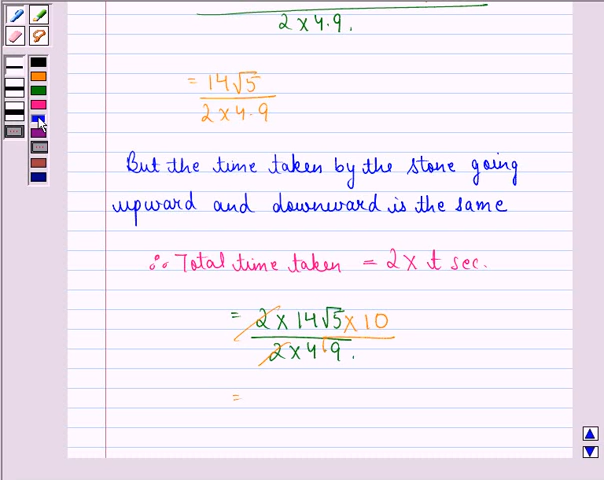 2 x 4.9.
= 14√5
2 x 4.9
But the time taken by the stone going
upward and downward is the same
∴ Total time taken = 2 x t sec.
= 2 x 14√5 x 10
2 x 4.9.
=